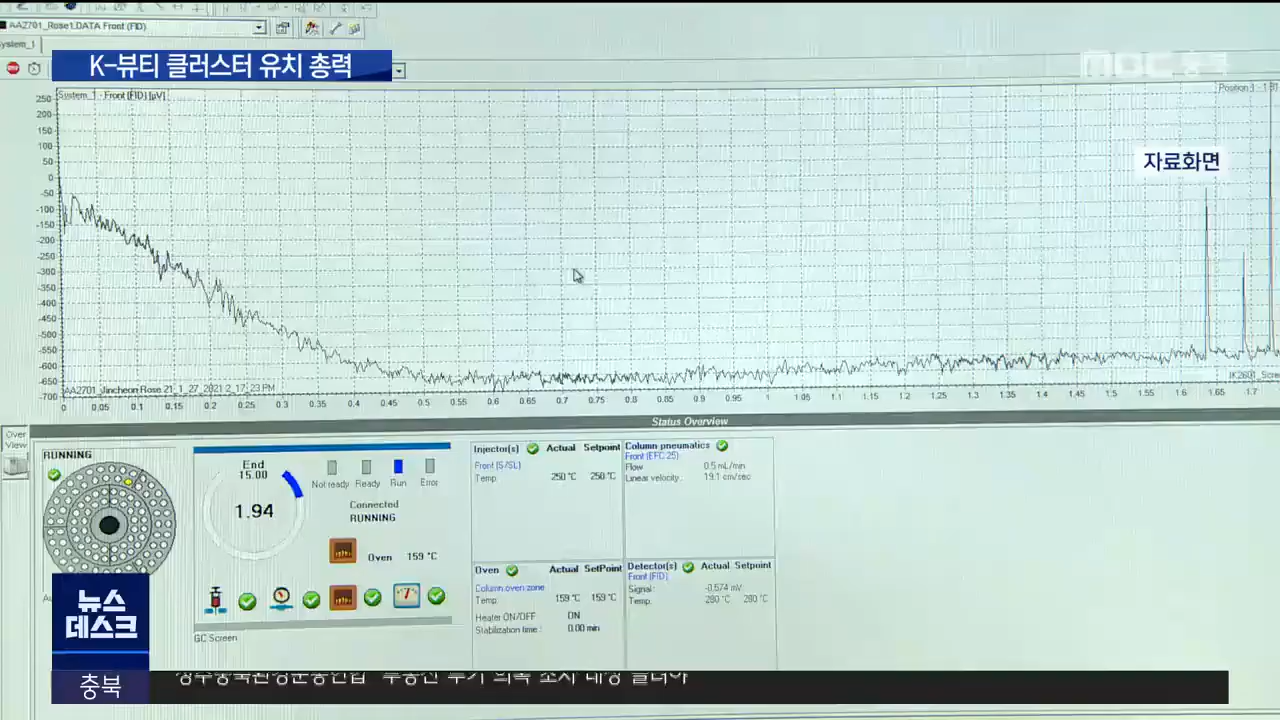 AA2701_Rose1.DATA Front (FID)
System_1
K-뷰티 클러스터 유치 총력
MBC 충북
System_1 - Front (FID) [µV]
자료화면
250
200
150
100
50
0
-50
-100
-150
-200
-250
-300
-350
-400
-450
-500
-550
-600
-650
-700
AA2701_Jincheon Rose 21_1_27_2021 2_17_23 PM
0 0.05 0.1 0.15 0.2 0.25 0.3 0.35 0.4 0.45 0.5 0.55 0.6 0.65 0.7 0.75 0.8 0.85 0.9 0.95 1 1.05 1.1 1.15 1.2 1.25 1.3 1.35 1.4 1.45 1.5 1.55 1.6 1.65 1.7
Status Overview
Over
View
RUNNING
End
15.00
1.94
Not ready Ready Run Error
Connected
RUNNING
Oven 159 °C
GC Screen
Injector(s) Actual Setpoint
Front (S/SL)
Temp. 250 °C 250 °C
Column pneumatics
Front (EFC 25)
Flow 0.5 mL/min
Linear velocity: 19.1 cm/sec
Oven Actual SetPoint
Column oven zone
Temp. 159 °C 159 °C
Heater ON/OFF ON
Stabilization time: 0.00 min
Detector(s) Actual Setpoint
Front (FID)
Signal: -0.574 mV
Temp. 280 °C 280 °C
뉴스
데스크
충북